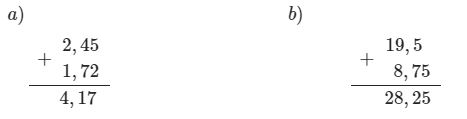 a) b)
2,45 19,5
+ +
1,72 8,75
4,17 28,25